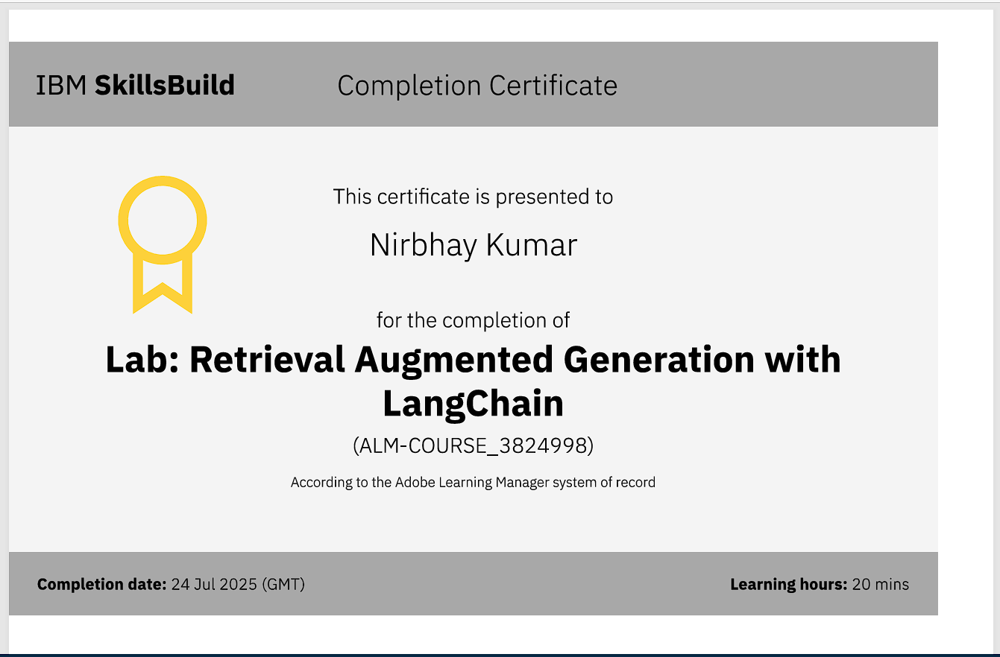 IBM SkillsBuild
Completion Certificate
This certificate is presented to
Nirbhay Kumar
for the completion of
Lab: Retrieval Augmented Generation with
LangChain
(ALM-COURSE_3824998)
According to the Adobe Learning Manager system of record
Completion date: 24 Jul 2025 (GMT)
Learning hours: 20 mins